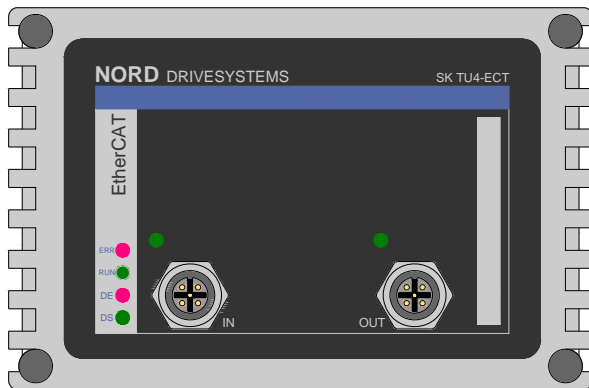 NORD DRIVESYSTEMS SK TU4-ECT
EtherCAT
ERR
RUN
DE
DS
IN
OUT